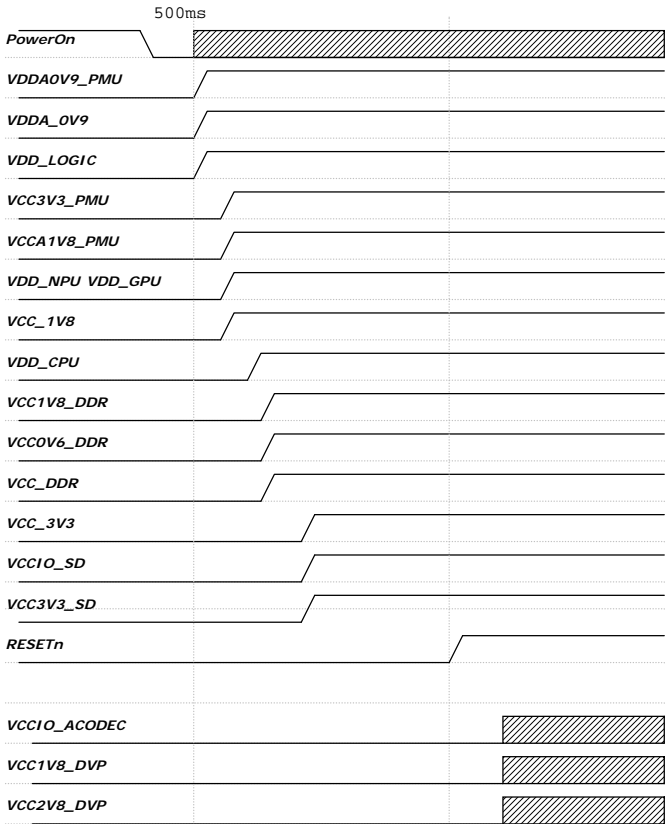 500ms
PowerOn
VDDA0V9_PMU
VDDA_0V9
VDD_LOGIC
VCC3V3_PMU
VCCA1V8_PMU
VDD_NPU VDD_GPU
VCC_1V8
VDD_CPU
VCC1V8_DDR
VCC0V6_DDR
VCC_DDR
VCC_3V3
VCCIO_SD
VCC3V3_SD
RESETn
VCCIO_ACODEC
VCC1V8_DVP
VCC2V8_DVP